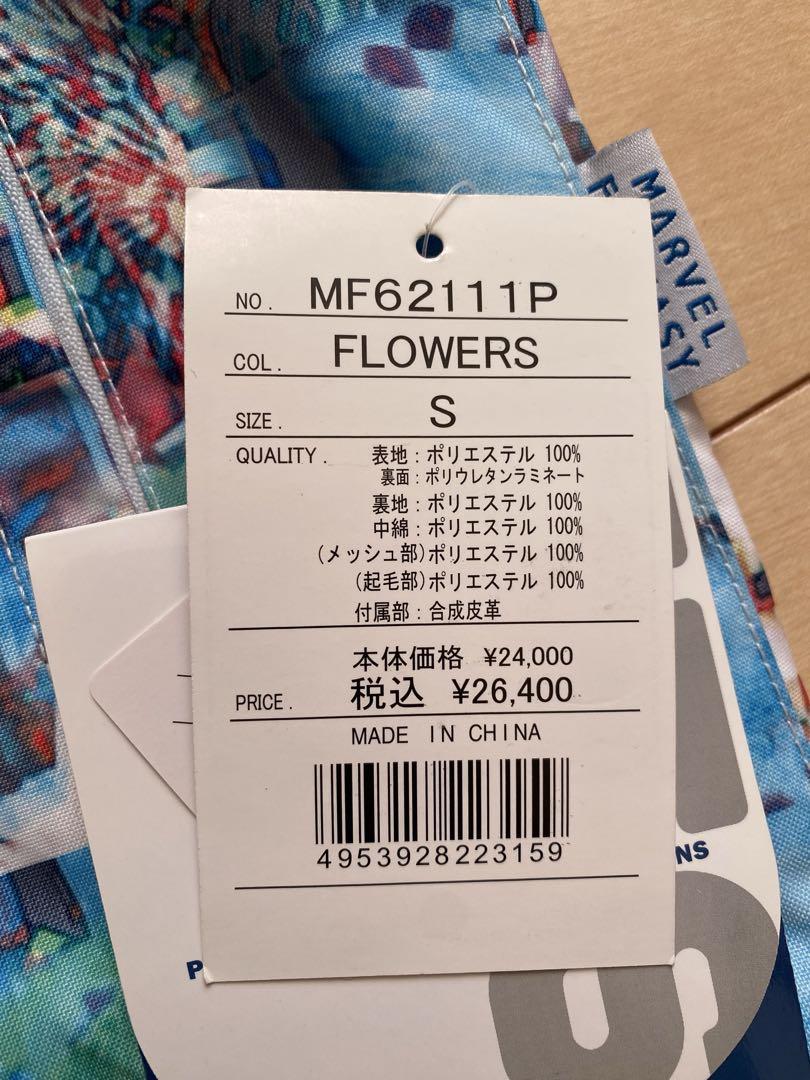 MARVEL
NO. MF62111P
COL. FLOWERS
SIZE. S
QUALITY. 表地:ポリエステル 100%
裏面:ポリウレタンラミネート
裏地:ポリエステル 100%
中綿:ポリエステル 100%
(メッシュ部)ポリエステル 100%
(起毛部)ポリエステル 100%
付属部:合成皮革
本体価格 ¥24,000
PRICE. 税込 ¥26,400
MADE IN CHINA
4953928223159
NS
P